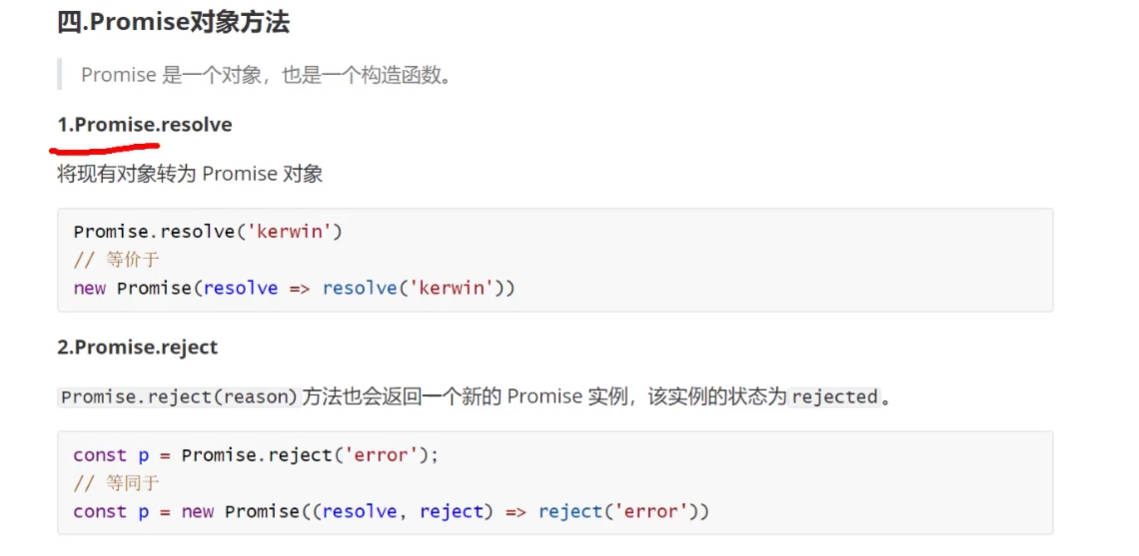 四.Promise对象方法
Promise 是一个对象，也是一个构造函数。
1.Promise.resolve
将现有对象转为 Promise 对象
Promise.resolve('kerwin')
// 等价于
new Promise(resolve => resolve('kerwin'))
2.Promise.reject
Promise.reject(reason)方法也会返回一个新的 Promise 实例，该实例的状态为rejected。
const p = Promise.reject('error');
// 等同于
const p = new Promise((resolve, reject) => reject('error'))